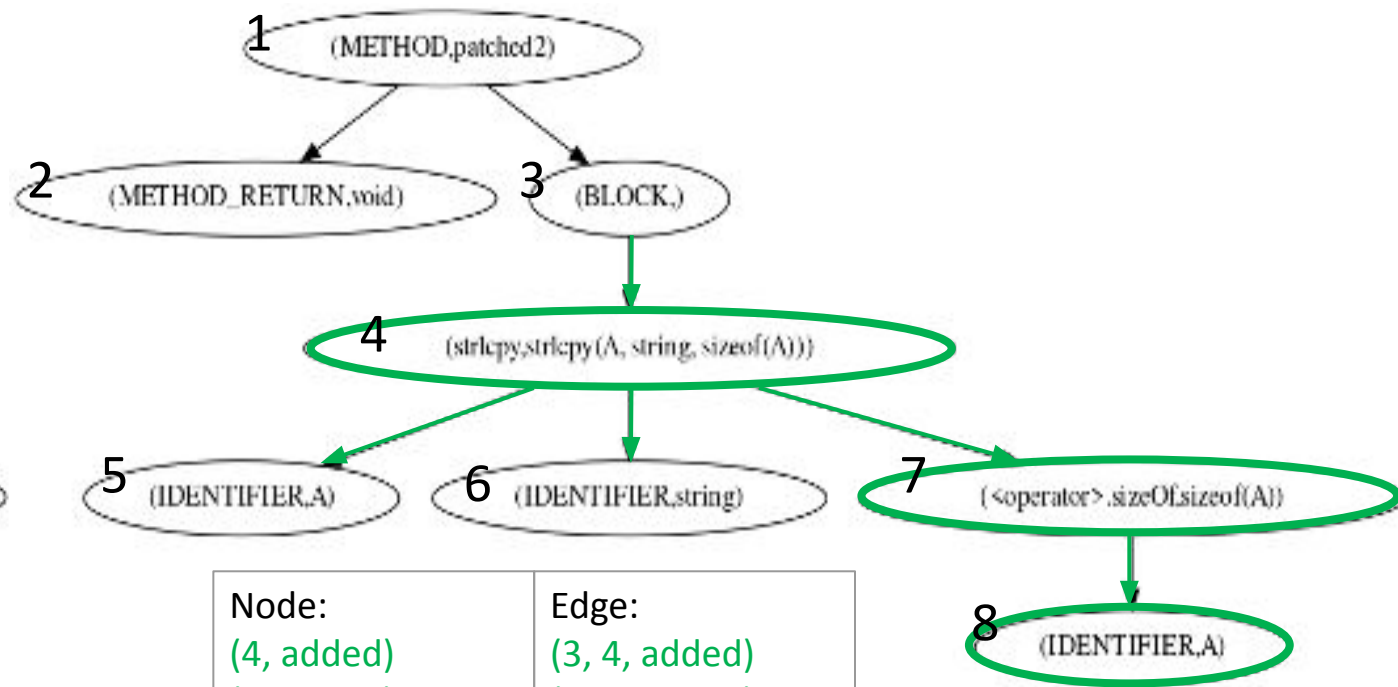 1
(METHOD,patched2)
2
(METHOD_RETURN,void)
3
(BLOCK,)
4
(strlcpy,strlcpy(A, string, sizeof(A)))
5
(IDENTIFIER,A)
6
(IDENTIFIER,string)
7
(<operator>.sizeOf,sizeof(A))
8
(IDENTIFIER,A)
Node:
(4, added)
Edge:
(3, 4, added)